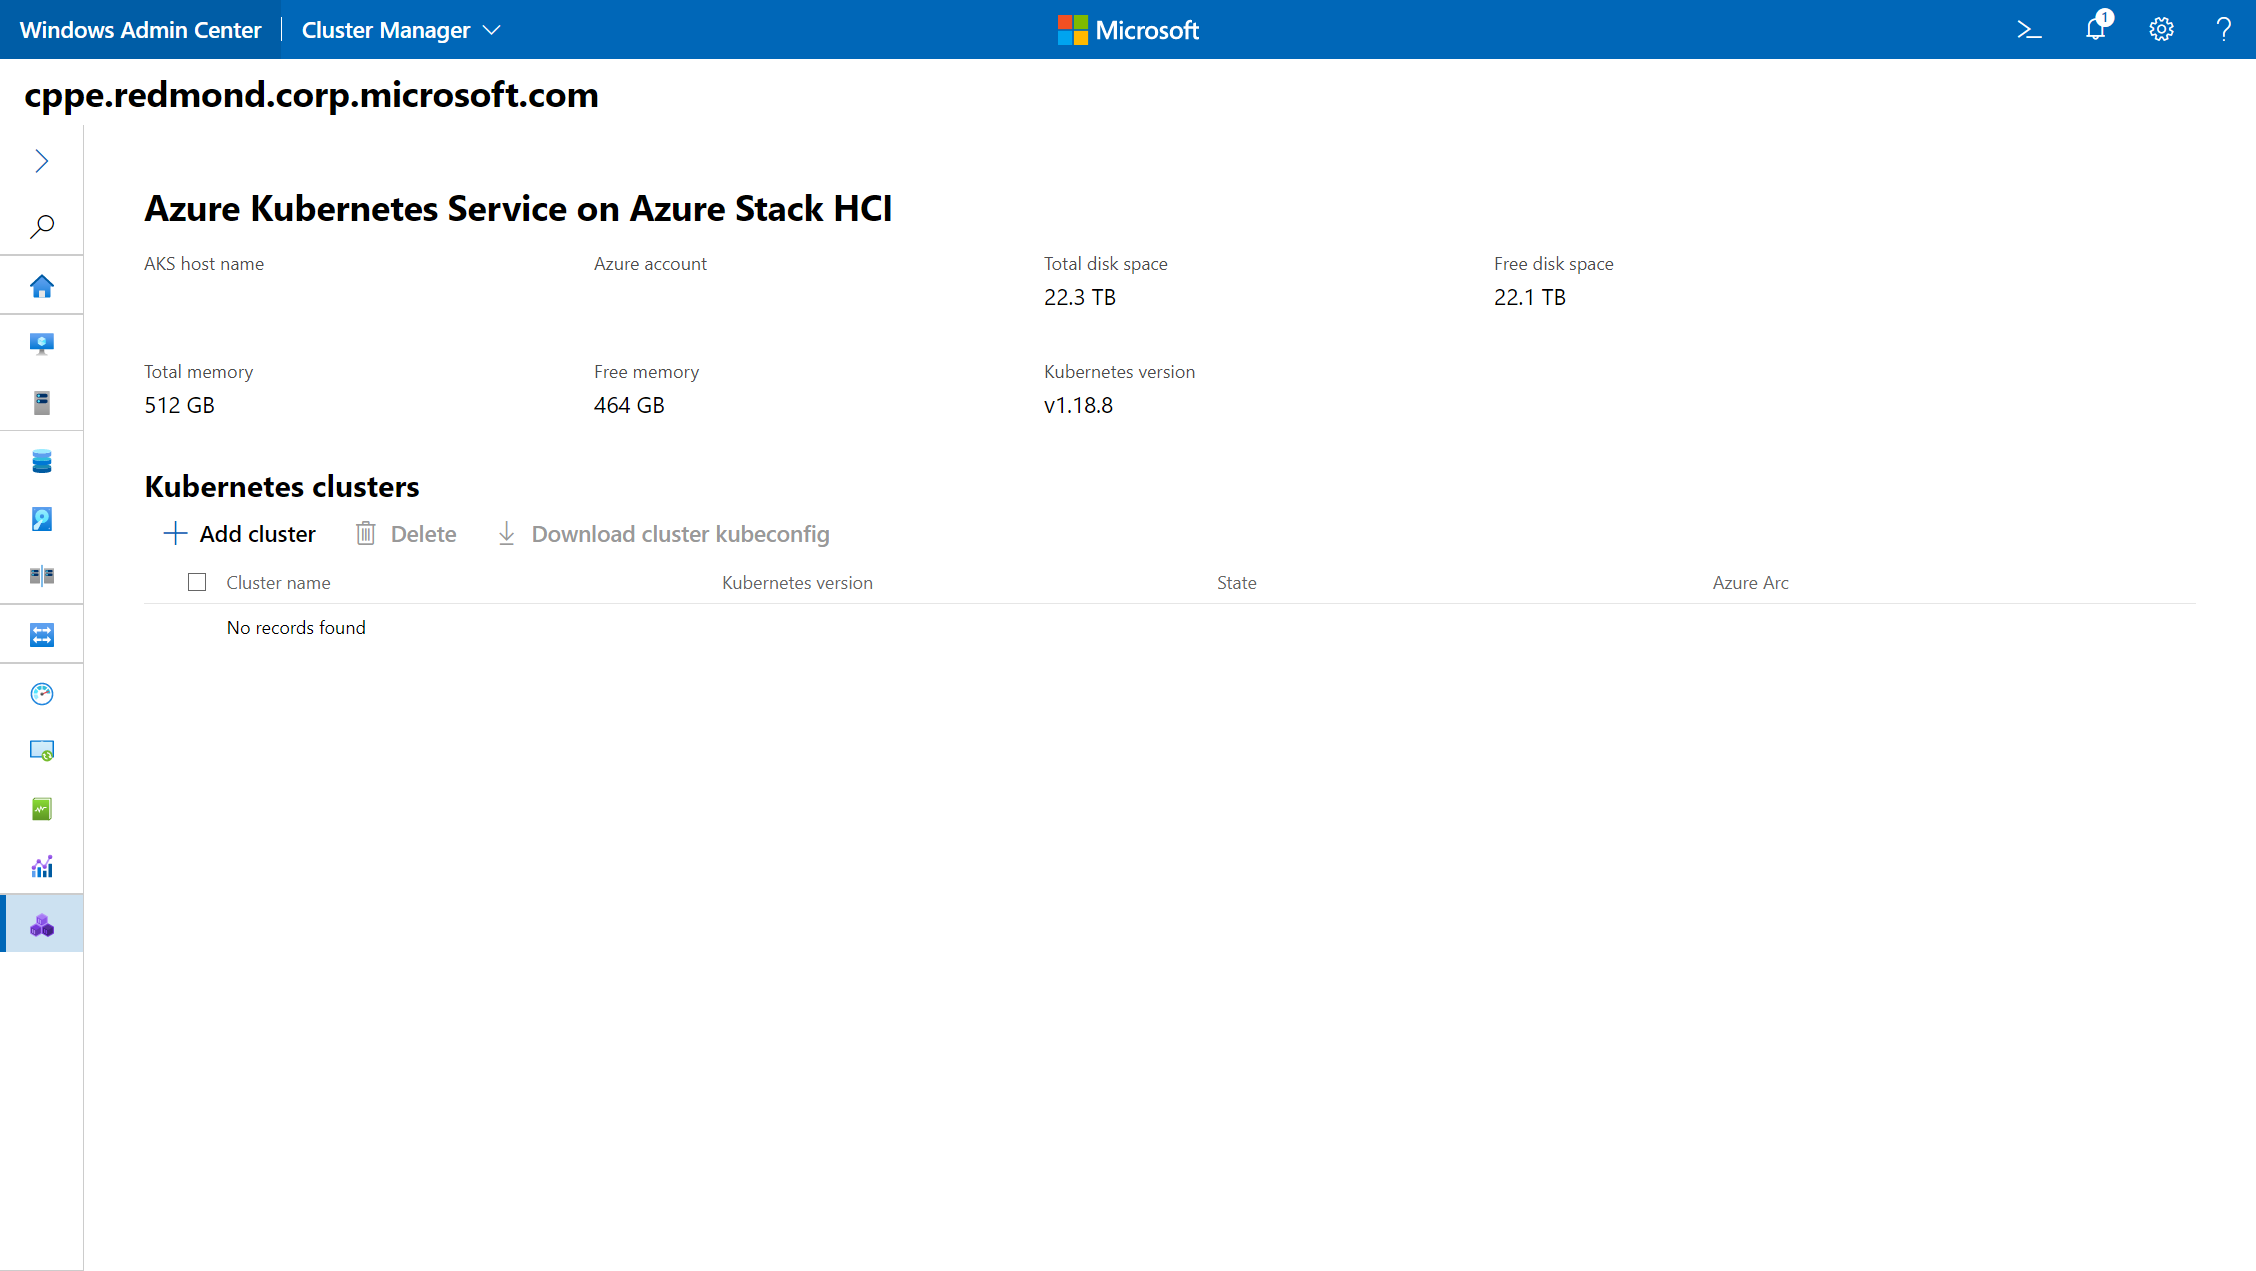 Windows Admin Center
Cluster Manager
Microsoft
1
cppe.redmond.corp.microsoft.com
Azure Kubernetes Service on Azure Stack HCI
AKS host name
Azure account
Total disk space
22.3 TB
Free disk space
22.1 TB
Total memory
512 GB
Free memory
464 GB
Kubernetes version
v1.18.8
Kubernetes clusters
Add cluster
Delete
Download cluster kubeconfig
Cluster name
Kubernetes version
State
Azure Arc
No records found